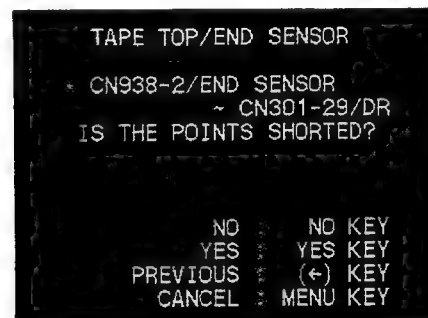 TAPE TOP/END SENSOR
* CN938-2/END SENSOR
~ CN301-29/DR
IS THE POINTS SHORTED?
NO : NO KEY
YES : YES KEY
PREVIOUS : (←) KEY
CANCEL : MENU KEY